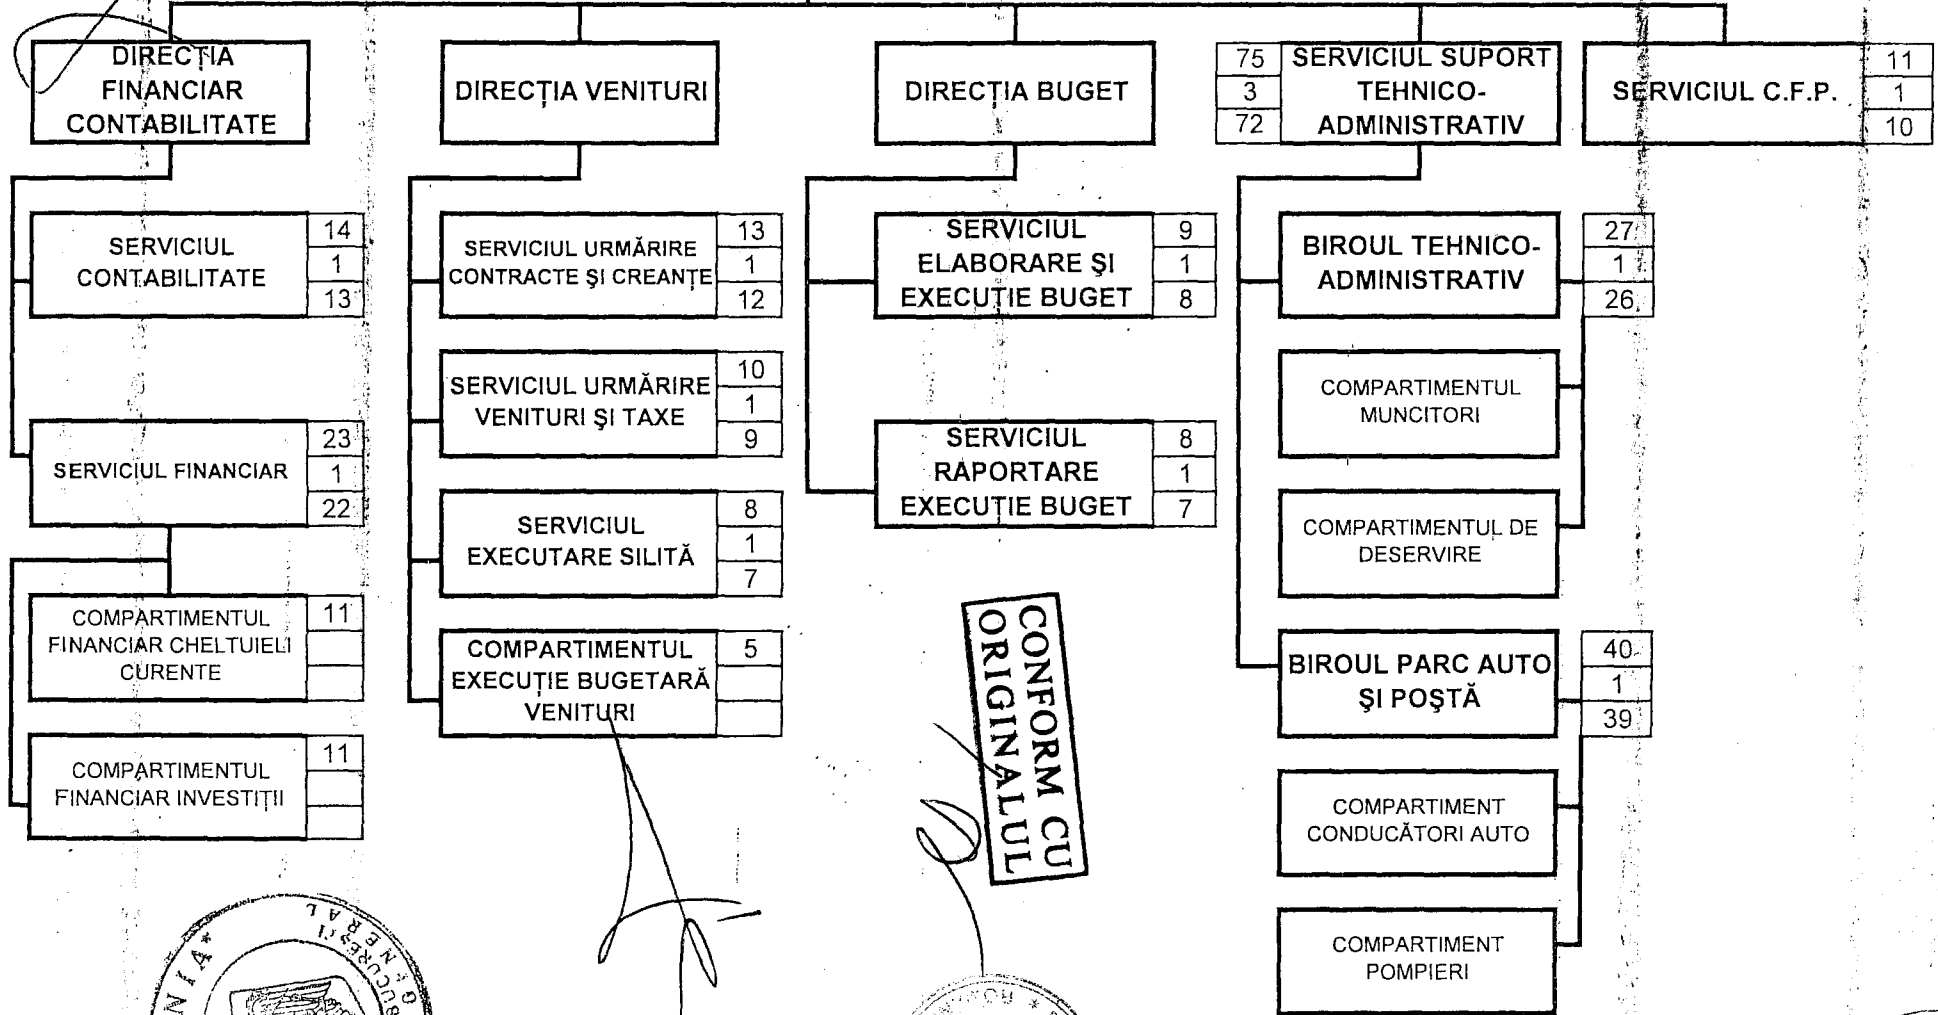 DIRECȚIA
FINANCIAR
CONTABILITATE
DIRECȚIA VENITURI
DIRECȚIA BUGET
75
3
72
SERVICIUL SUPORT
TEHNICO-
ADMINISTRATIV
SERVICIUL C.F.P.
11
1
10
SERVICIUL
CONTABILITATE
14
1
13
SERVICIUL FINANCIAR
23
1
22
COMPARTIMENTUL
FINANCIAR CHELTUIELI
CURENTE
11
COMPARTIMENTUL
FINANCIAR INVESTIȚII
11
SERVICIUL URMĂRIRE
CONTRACTE ȘI CREANȚE
13
1
12
SERVICIUL URMĂRIRE
VENITURI ȘI TAXE
10
1
9
SERVICIUL
EXECUTARE SILITĂ
8
1
7
COMPARTIMENTUL
EXECUȚIE BUGETARĂ
VENITURI
5
SERVICIUL
ELABORARE ȘI
EXECUȚIE BUGET
9
1
8
SERVICIUL
RAPORTARE
EXECUȚIE BUGET
8
1
7
BIROUL TEHNICO-
ADMINISTRATIV
27
1
26
COMPARTIMENTUL
MUNCITORI
COMPARTIMENTUL DE
DESERVIRE
BIROUL PARC AUTO
ȘI POȘTĂ
40
1
39
COMPARTIMENT
CONDUCĂTORI AUTO
COMPARTIMENT
POMPIERI
CONFORM CU
ORIGINALUL